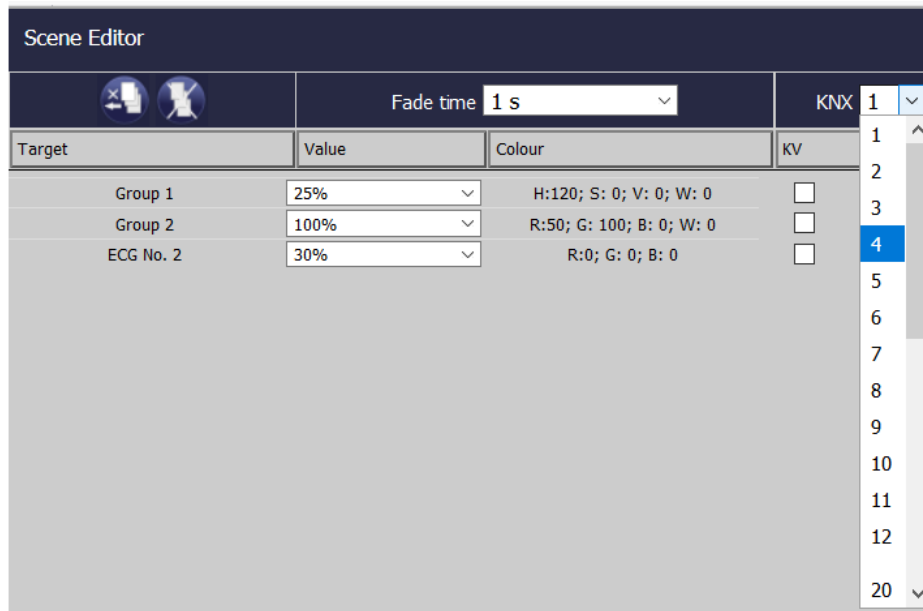 Scene Editor
Fade time 1 s KNX 1
Target Value Colour KV
Group 1 25% H:120; S: 0; V: 0; W: 0
Group 2 100% R:50; G: 100; B: 0; W: 0
ECG No. 2 30% R:0; G: 0; B: 0
1
2
3
4
5
6
7
8
9
10
11
12
20